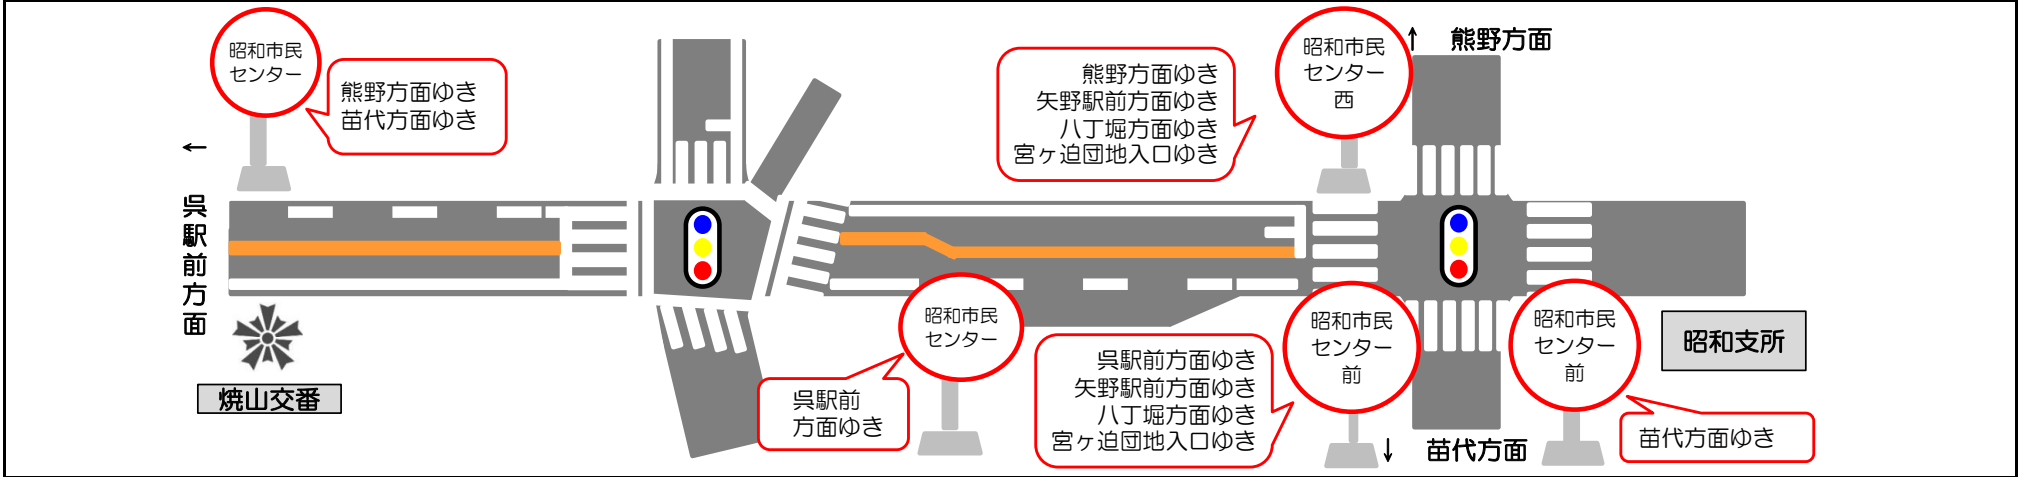 昭和市民
センター
熊野方面ゆき
苗代方面ゆき
←
呉駅前方面
焼山交番
昭和市民
センター
呉駅前
方面ゆき
熊野方面ゆき
矢野駅前方面ゆき
八丁堀方面ゆき
宮ヶ迫団地入口ゆき
昭和市民
センター
西
↑ 熊野方面
呉駅前方面ゆき
矢野駅前方面ゆき
八丁堀方面ゆき
宮ヶ迫団地入口ゆき
昭和市民
センター
前
↓ 苗代方面
昭和市民
センター
前
苗代方面ゆき
昭和支所